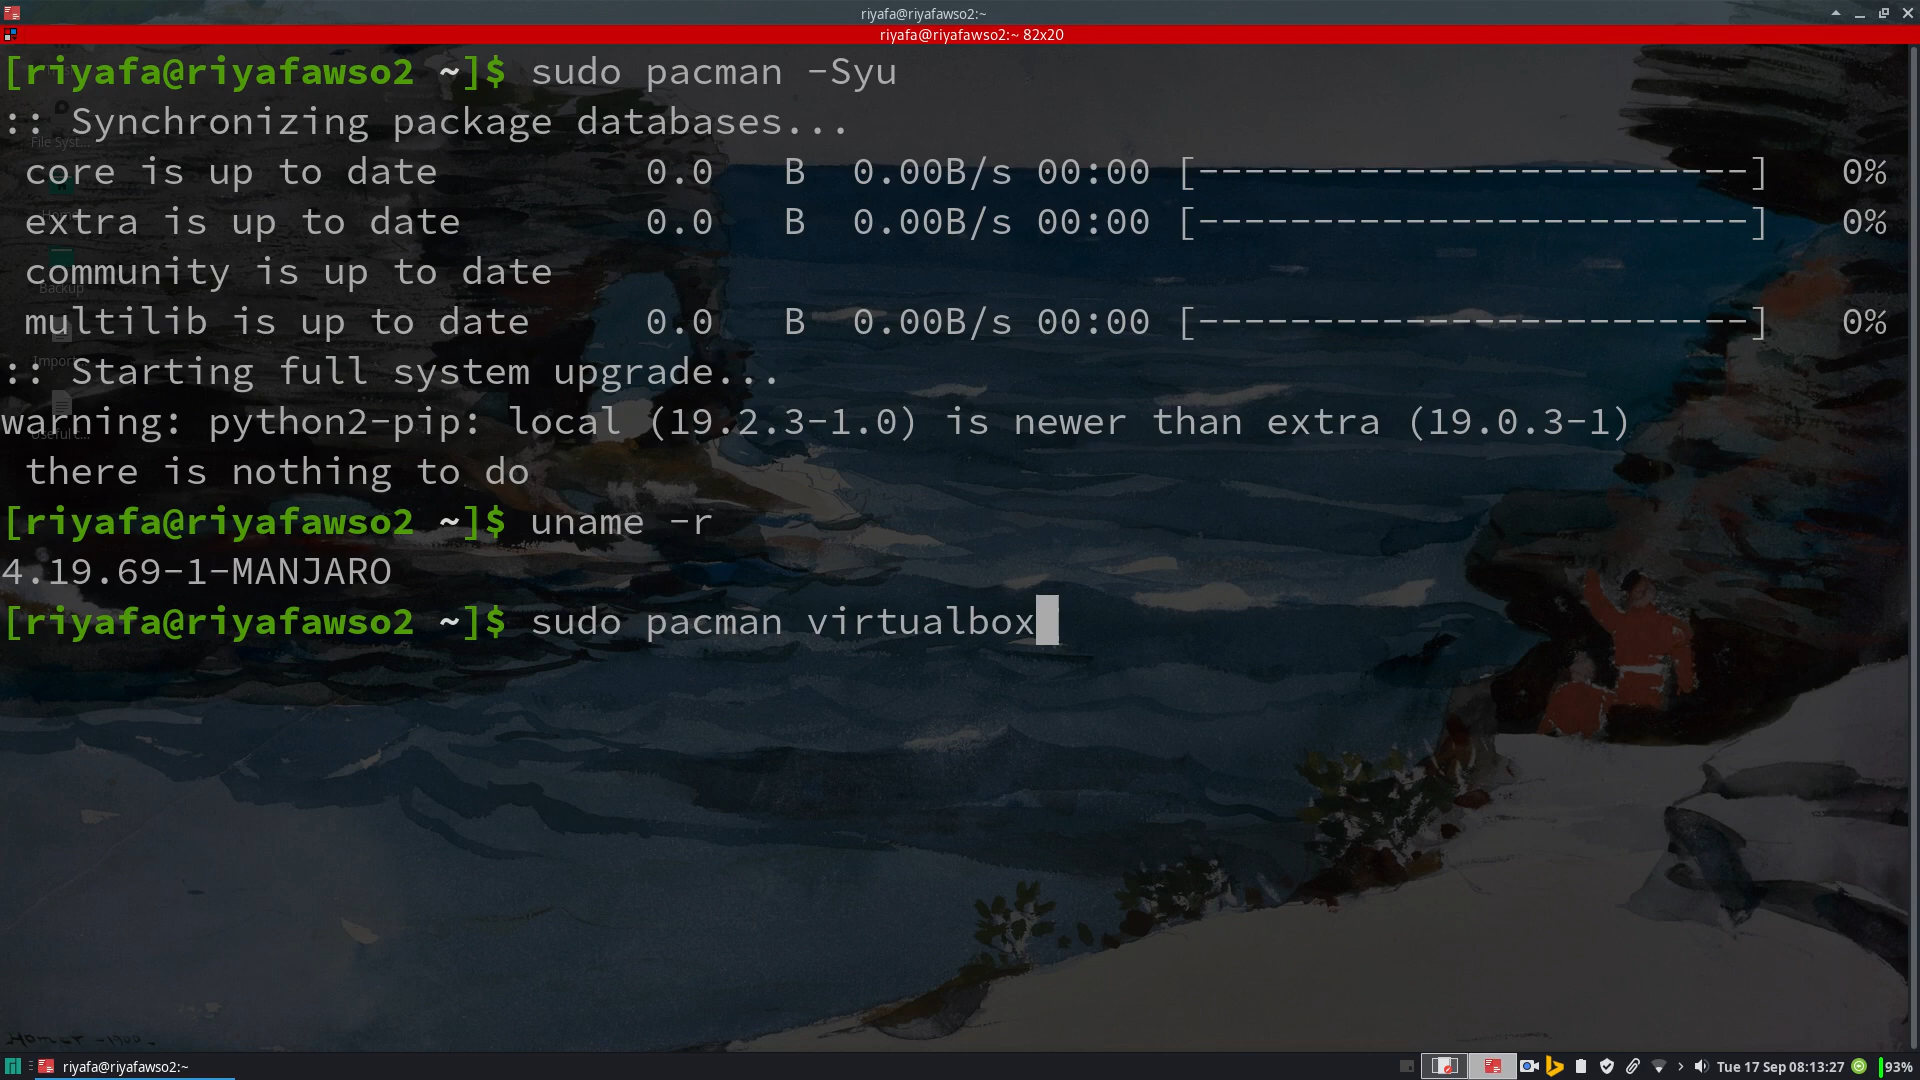 riyafa@riyafawso2:~
riyafa@riyafawso2:~ 82x20
[riyafa@riyafawso2 ~]$ sudo pacman -Syu
:: Synchronizing package databases...
File Syst...
core is up to date 0.0 B 0.00B/s 00:00 [------------------------] 0%
extra is up to date 0.0 B 0.00B/s 00:00 [------------------------] 0%
community is up to date
Backup
multilib is up to date 0.0 B 0.00B/s 00:00 [------------------------] 0%
Import
:: Starting full system upgrade...
warning: python2-pip: local (19.2.3-1.0) is newer than extra (19.0.3-1)
there is nothing to do
[riyafa@riyafawso2 ~]$ uname -r
4.19.69-1-MANJARO
[riyafa@riyafawso2 ~]$ sudo pacman virtualbox
riyafa@riyafawso2:~
Tue 17 Sep 08:13:27
93%